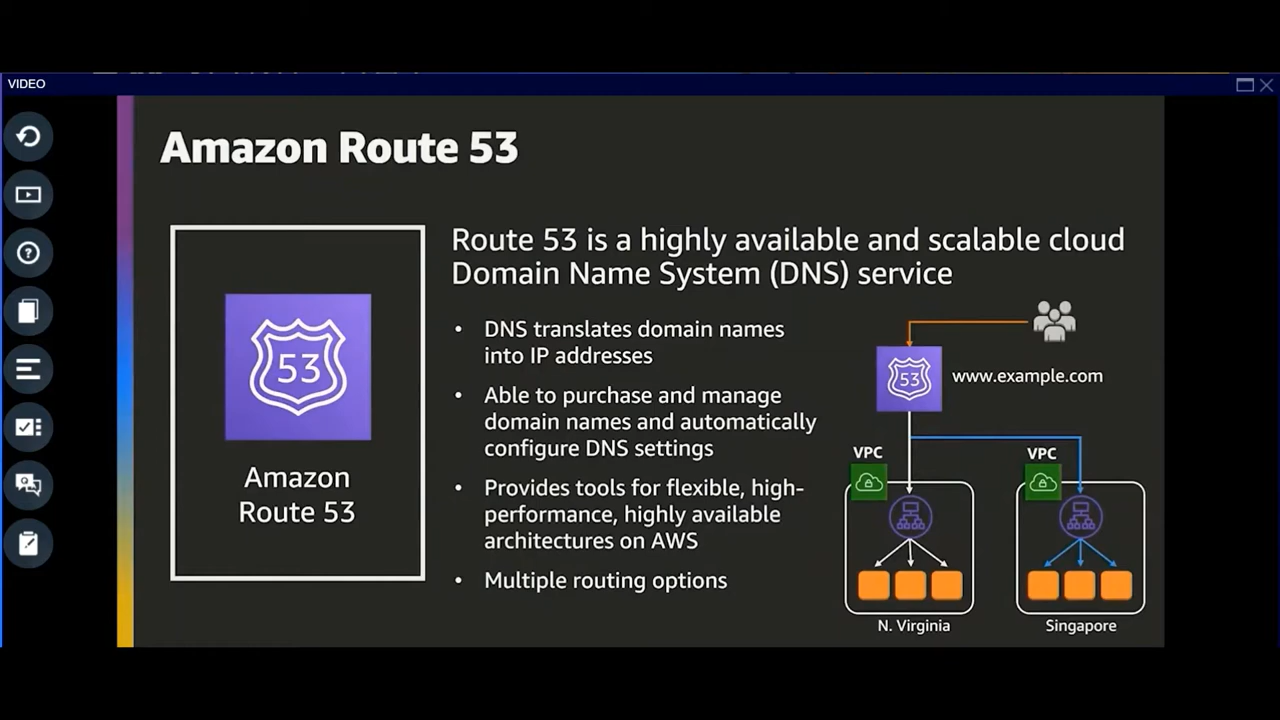 VIDEO
Amazon Route 53
53
Amazon
Route 53
Route 53 is a highly available and scalable cloud
Domain Name System (DNS) service
• DNS translates domain names
into IP addresses
• Able to purchase and manage
domain names and automatically
configure DNS settings
• Provides tools for flexible, high-
performance, highly available
architectures on AWS
• Multiple routing options
53
www.example.com
VPC
VPC
N. Virginia
Singapore